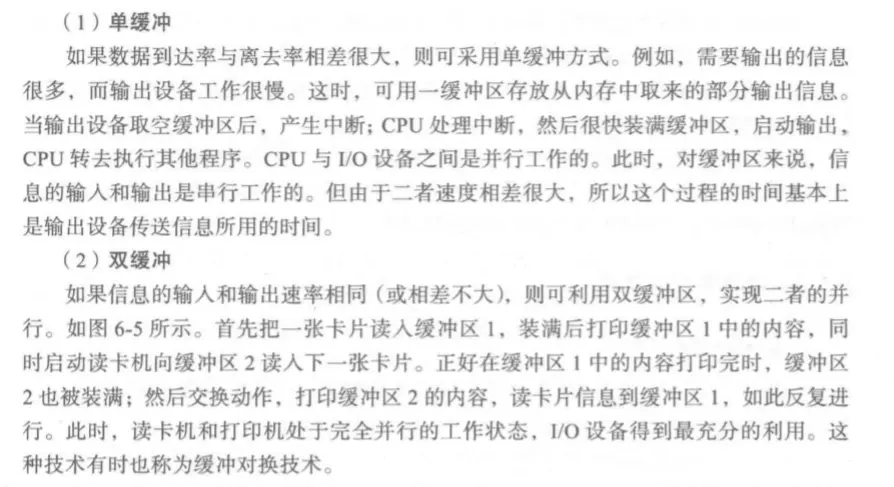 （1）单缓冲
如果数据到达率与离去率相差很大，则可采用单缓冲方式。例如，需要输出的信息
很多，而输出设备工作很慢。这时，可用一缓冲区存放从内存中取来的部分输出信息。
当输出设备取空缓冲区后，产生中断；CPU 处理中断，然后很快装满缓冲区，启动输出，
CPU 转去执行其他程序。CPU 与 I/O 设备之间是并行工作的。此时，对缓冲区来说，信
息的输入和输出是串行工作的。但由于二者速度相差很大，所以这个过程的时间基本上
是输出设备传送信息所用的时间。
（2）双缓冲
如果信息的输入和输出速率相同（或相差不大），则可利用双缓冲区，实现二者的并
行。如图 6-5 所示。首先把一张卡片读入缓冲区 1，装满后打印缓冲区 1 中的内容，同
时启动读卡机向缓冲区 2 读入下一张卡片。正好在缓冲区 1 中的内容打印完时，缓冲区
2 也被装满；然后交换动作，打印缓冲区 2 的内容，读卡片信息到缓冲区 1，如此反复进
行。此时，读卡机和打印机处于完全并行的工作状态，I/O 设备得到最充分的利用。这
种技术有时也称为缓冲对换技术。